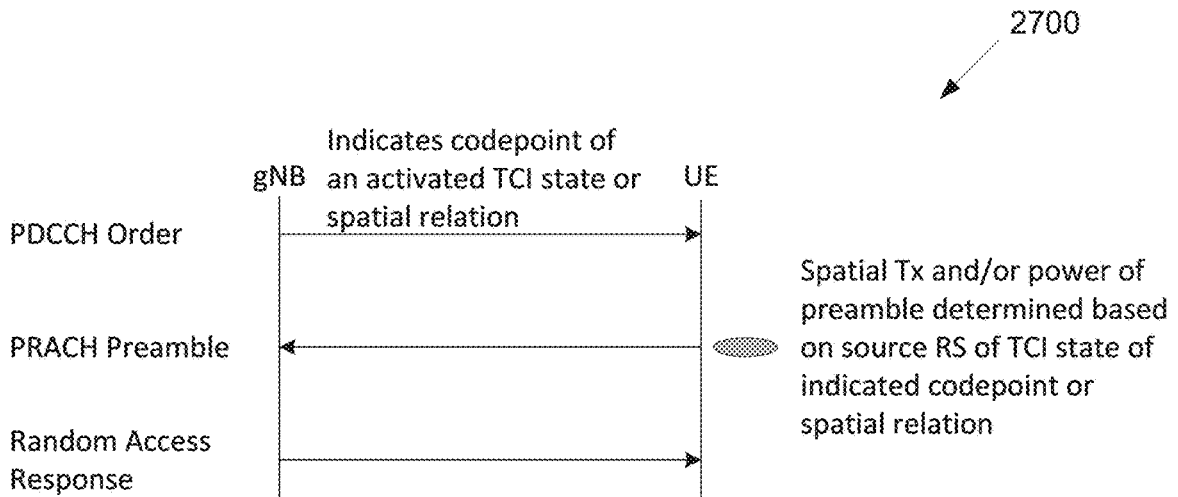 2700
Indicates codepoint of
an activated TCI state or
spatial relation
gNB
UE
PDCCH Order
PRACH Preamble
Spatial Tx and/or power of
preamble determined based
on source RS of TCI state of
indicated codepoint or
spatial relation
Random Access
Response